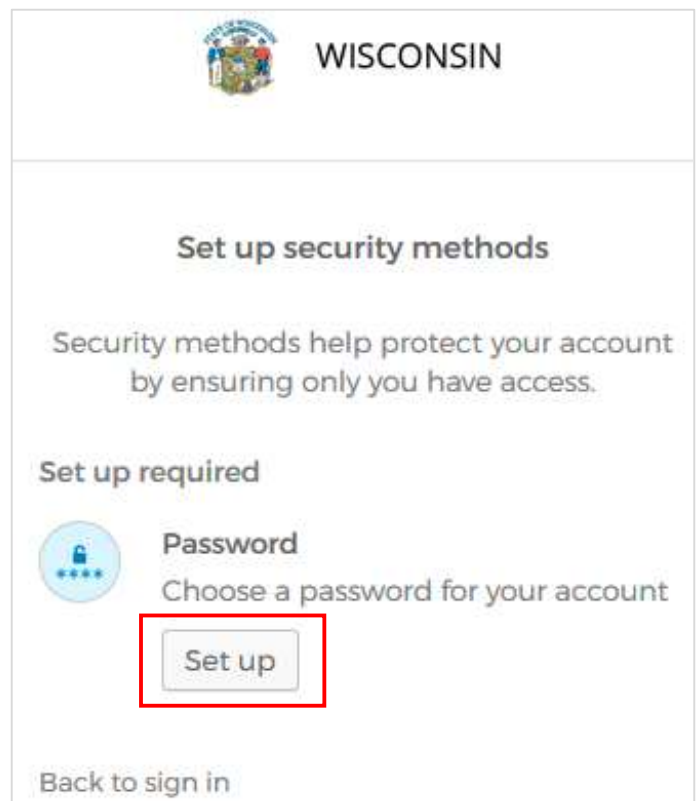 WISCONSIN
Set up security methods
Security methods help protect your account
by ensuring only you have access.
Set up required
Password
Choose a password for your account
Set up
Back to sign in